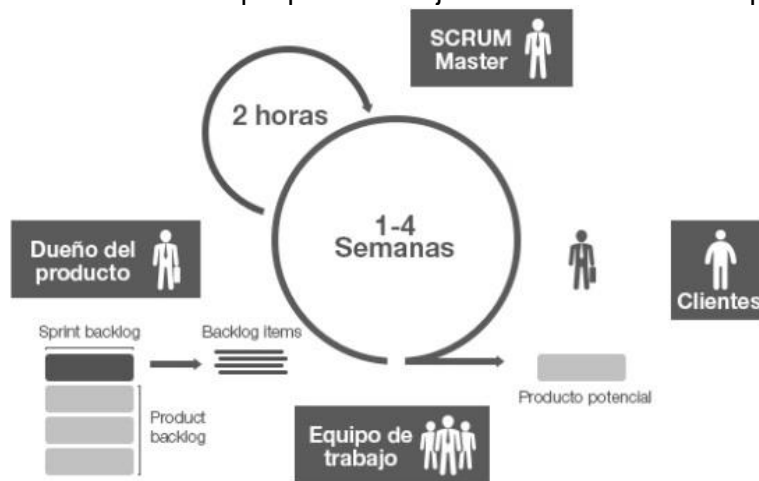 SCRUM
Master
2 horas
1-4
Semanas
Dueño del
producto
Clientes
Sprint backlog
Backlog items
Product
backlog
Producto potencial
Equipo de
trabajo